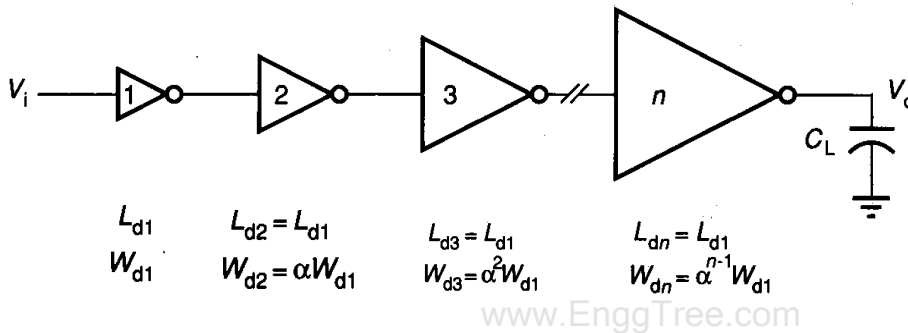 V_i 1 2 3 n V_o
C_L
L_d1 L_d2 = L_d1 L_d3 = L_d1 L_dn = L_d1
W_d1 W_d2 = αW_d1 W_d3 = α²W_d1 W_dn = α^(n-1)W_d1
www.EnggTree.com